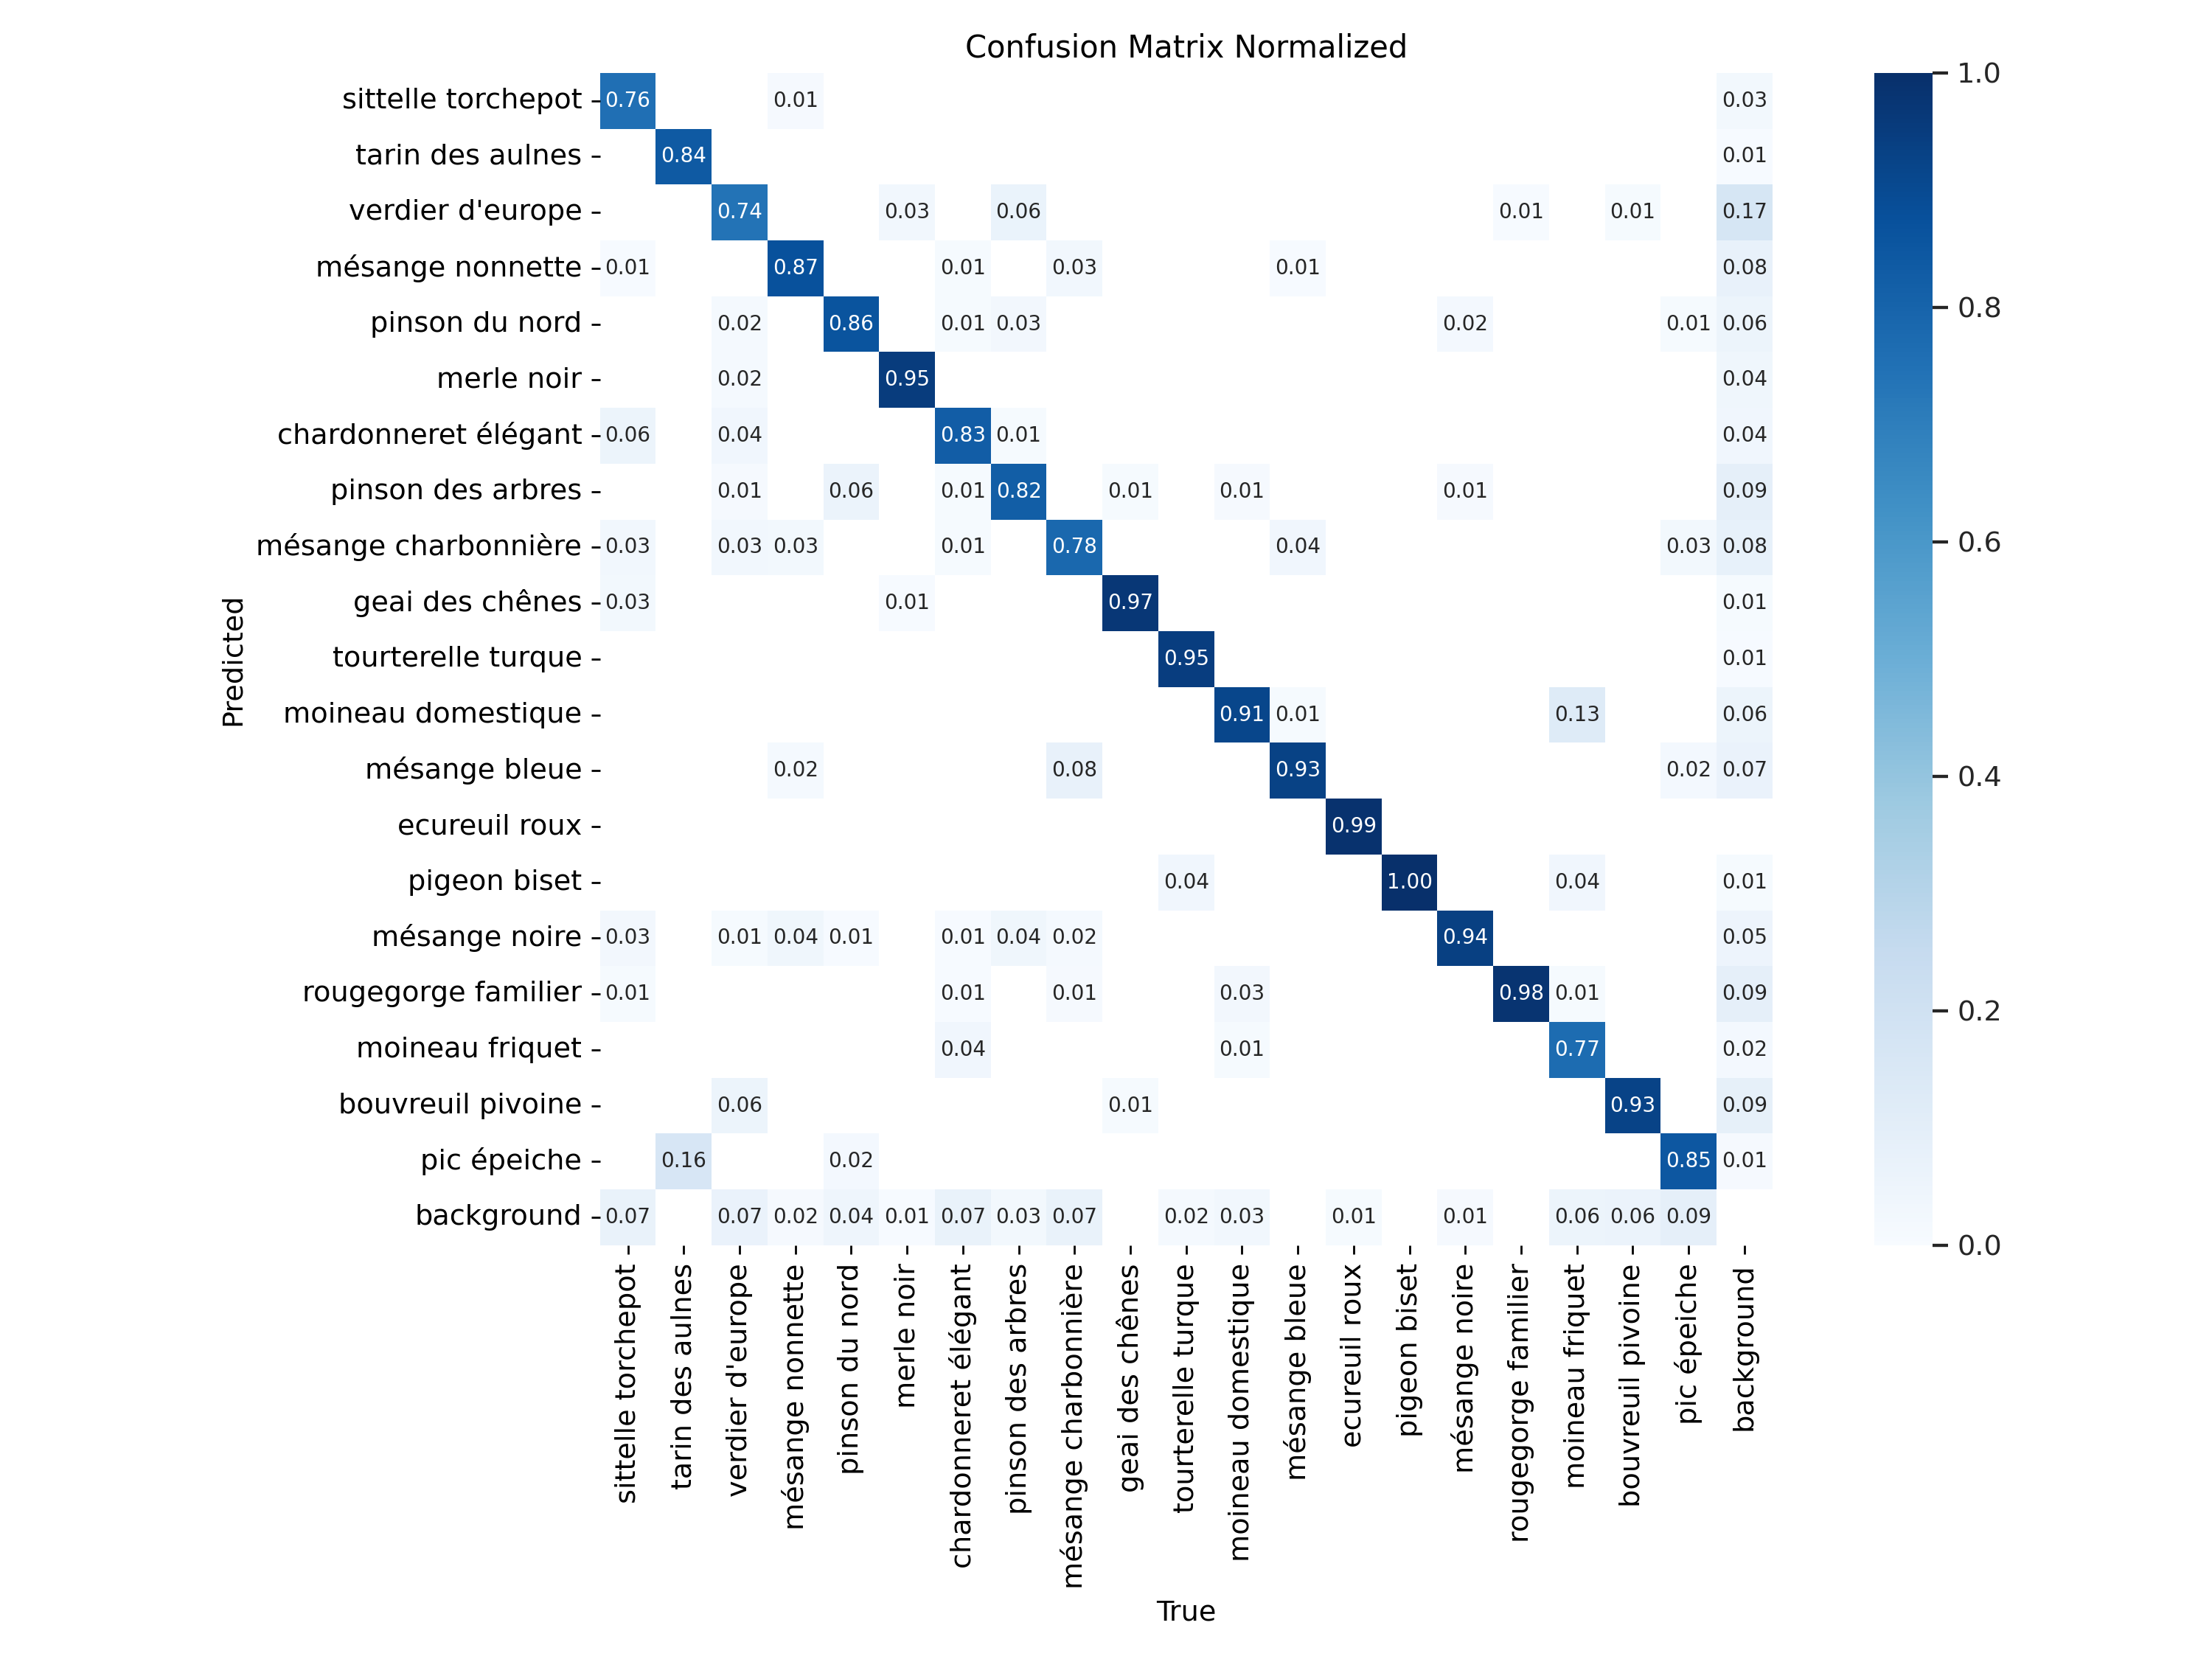 Confusion Matrix Normalized
sittelle torchepot 0.76 0.01 0.03
tarin des aulnes 0.84 0.01
verdier d'europe 0.74 0.03 0.06 0.01 0.01 0.17
mésange nonnette 0.01 0.87 0.01 0.03 0.01 0.08
pinson du nord 0.02 0.86 0.01 0.03 0.02 0.01 0.06
merle noir 0.02 0.95 0.04
chardonneret élégant 0.06 0.04 0.83 0.01 0.04
pinson des arbres 0.01 0.06 0.01 0.82 0.01 0.01 0.01 0.09
mésange charbonnière 0.03 0.03 0.03 0.01 0.78 0.04 0.03 0.08
geai des chênes 0.03 0.01 0.97 0.01
tourterelle turque 0.95 0.01
moineau domestique 0.91 0.01 0.13 0.06
mésange bleue 0.02 0.08 0.93 0.02 0.07
ecureuil roux 0.99
pigeon biset 0.04 1.00 0.04 0.01
mésange noire 0.03 0.01 0.04 0.01 0.01 0.04 0.02 0.94 0.05
rougegorge familier 0.01 0.01 0.01 0.03 0.98 0.01 0.09
moineau friquet 0.04 0.01 0.77 0.02
bouvreuil pivoine 0.06 0.01 0.93 0.09
pic épeiche 0.16 0.02 0.85 0.01
background 0.07 0.07 0.02 0.04 0.01 0.07 0.03 0.07 0.02 0.03 0.01 0.01 0.06 0.06 0.09
Predicted
sittelle torchepot
tarin des aulnes
verdier d'europe
mésange nonnette
pinson du nord
merle noir
chardonneret élégant
pinson des arbres
mésange charbonnière
geai des chênes
tourterelle turque
moineau domestique
mésange bleue
ecureuil roux
pigeon biset
mésange noire
rougegorge familier
moineau friquet
bouvreuil pivoine
pic épeiche
background
True
1.0
0.8
0.6
0.4
0.2
0.0